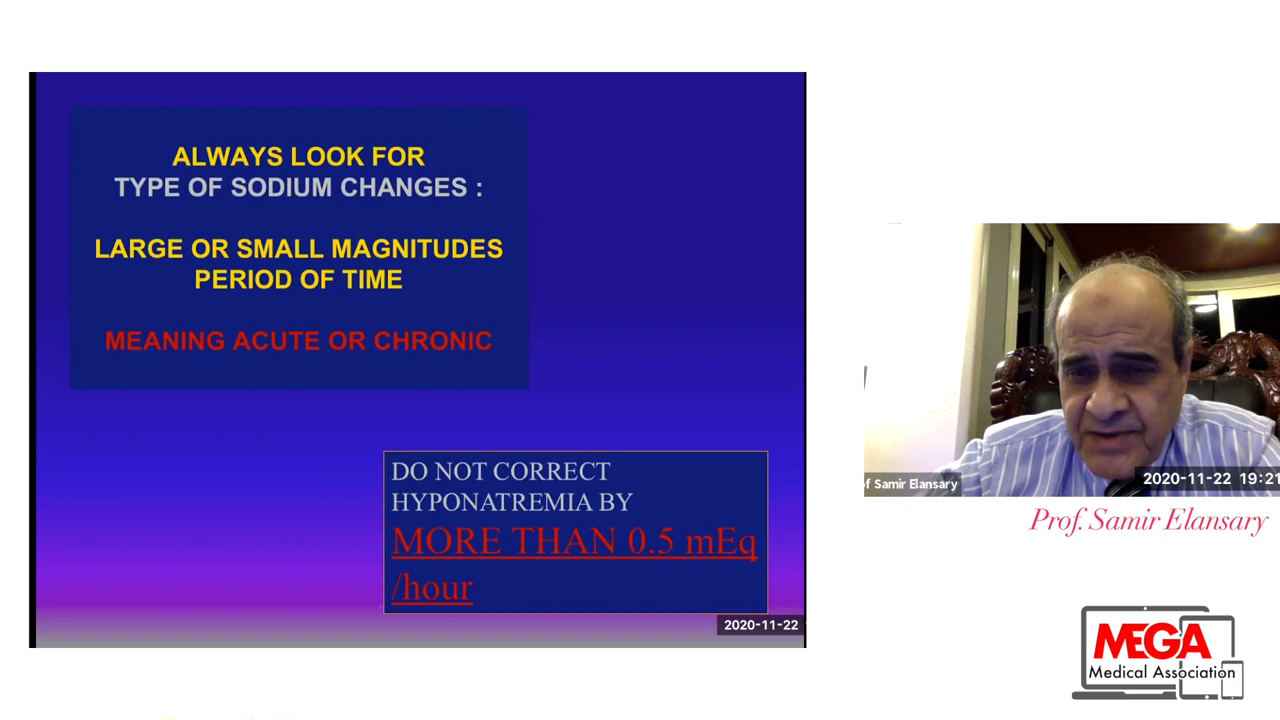 ALWAYS LOOK FOR
TYPE OF SODIUM CHANGES :
LARGE OR SMALL MAGNITUDES
PERIOD OF TIME
MEANING ACUTE OR CHRONIC
DO NOT CORRECT
HYPONATREMIA BY
MORE THAN 0.5 mEq
/hour
2020-11-22
f Samir Elansary
2020-11-22 19:21
Prof. Samir Elansary
MEGA
Medical Association